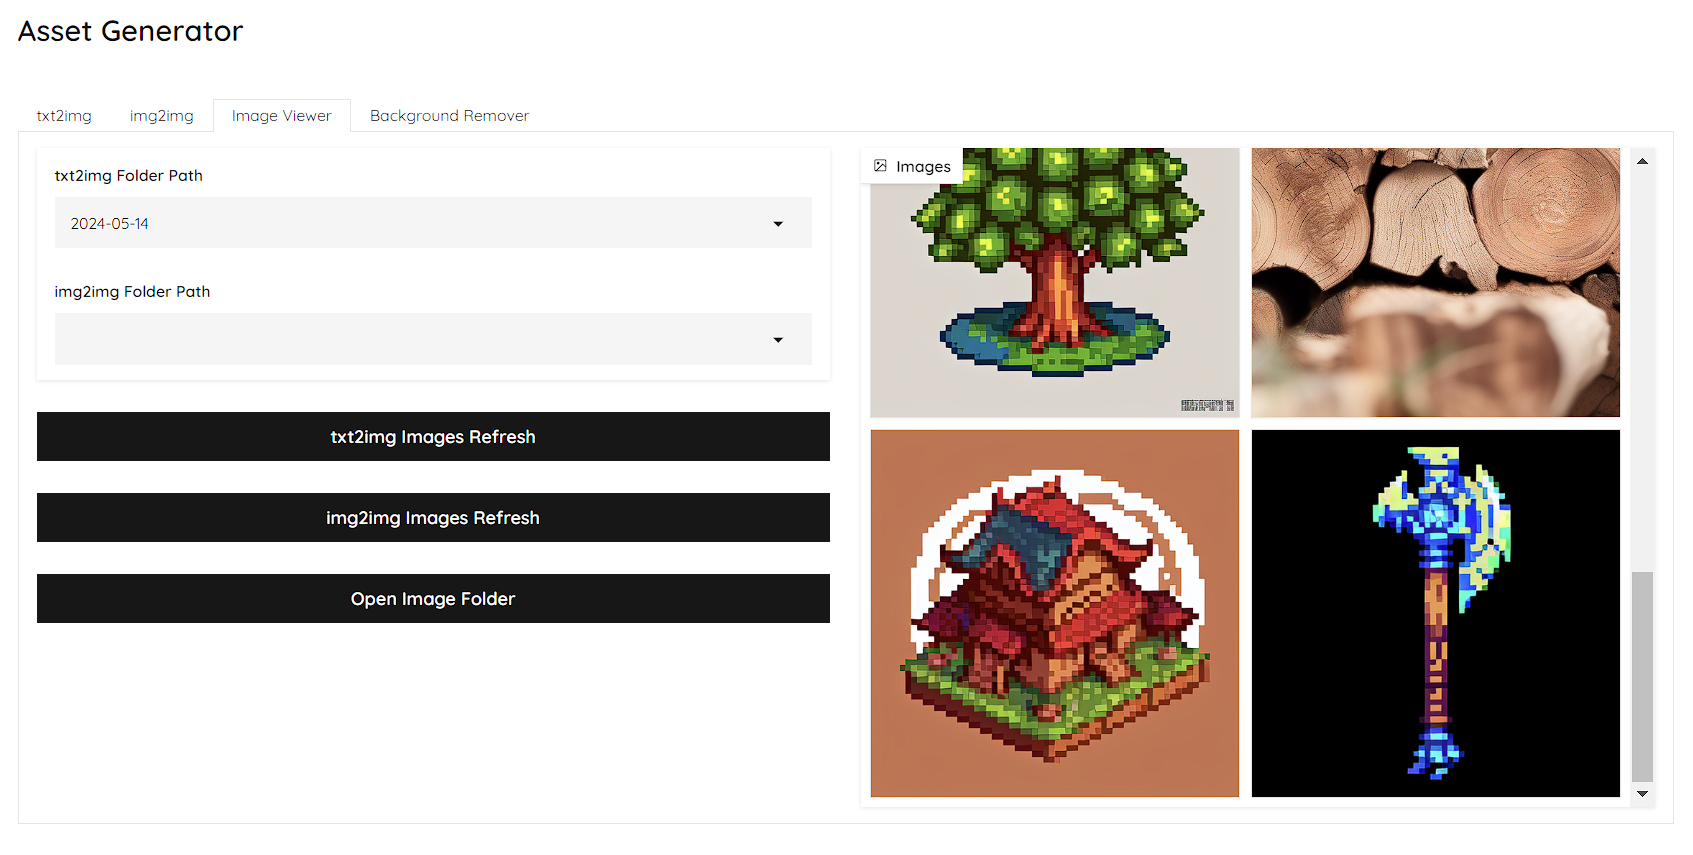 Asset Generator
txt2img
img2img
Image Viewer
Background Remover
txt2img Folder Path
2024-05-14
img2img Folder Path
txt2img Images Refresh
img2img Images Refresh
Open Image Folder
Images